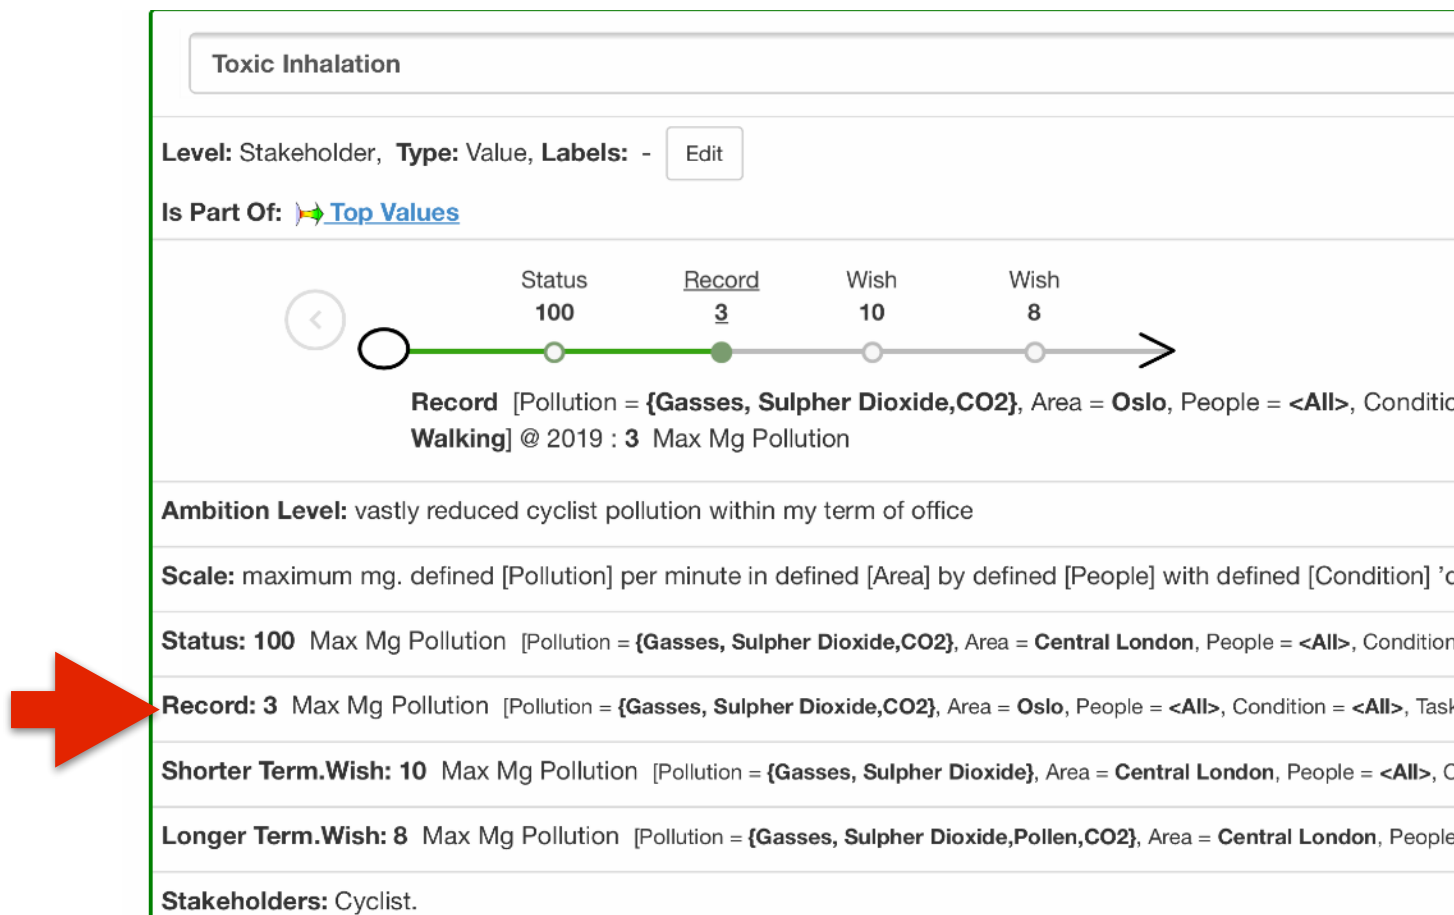 Toxic Inhalation
Level: Stakeholder, Type: Value, Labels: - Edit
Is Part Of: Top Values
Status Record Wish Wish
100 3 10 8
Record [Pollution = {Gasses, Sulpher Dioxide,CO2}, Area = Oslo, People = <All>, Conditio
Walking] @ 2019 : 3 Max Mg Pollution
Ambition Level: vastly reduced cyclist pollution within my term of office
Scale: maximum mg. defined [Pollution] per minute in defined [Area] by defined [People] with defined [Condition] '
Status: 100 Max Mg Pollution [Pollution = {Gasses, Sulpher Dioxide,CO2}, Area = Central London, People = <All>, Condition
Record: 3 Max Mg Pollution [Pollution = {Gasses, Sulpher Dioxide,CO2}, Area = Oslo, People = <All>, Condition = <All>, Task
Shorter Term.Wish: 10 Max Mg Pollution [Pollution = {Gasses, Sulpher Dioxide}, Area = Central London, People = <All>, C
Longer Term.Wish: 8 Max Mg Pollution [Pollution = {Gasses, Sulpher Dioxide,Pollen,CO2}, Area = Central London, People
Stakeholders: Cyclist.